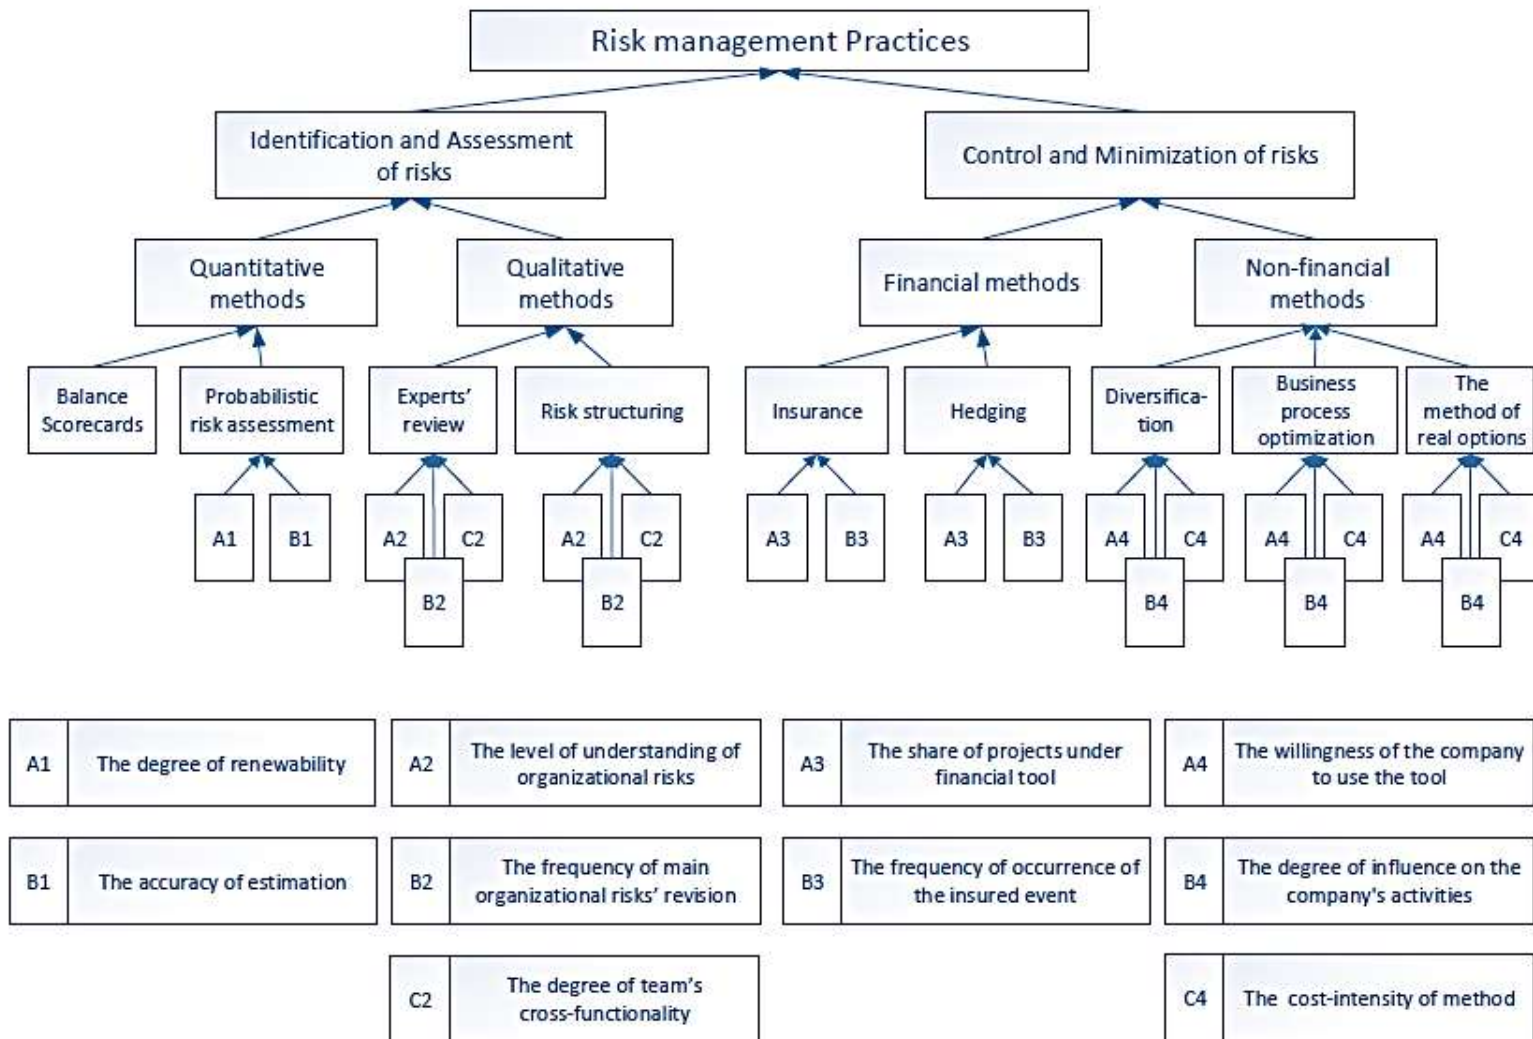 Risk management Practices
Identification and Assessment
of risks
Control and Minimization of risks
Quantitative
methods
Qualitative
methods
Financial methods
Non-financial
methods
Balance
Scorecards
Probabilistic
risk assessment
Experts'
review
Risk structuring
Insurance
Hedging
Diversifica-
tion
Business
process
optimization
The
method of
real options
A1
B1
A2
C2
A2
C2
A3
B3
A3
B3
A4
C4
A4
C4
A4
C4
B2
B2
B4
B4
B4
A1
The degree of renewability
A2
The level of understanding of
organizational risks
A3
The share of projects under
financial tool
A4
The willingness of the company
to use the tool
B1
The accuracy of estimation
B2
The frequency of main
organizational risks' revision
B3
The frequency of occurrence of
the insured event
B4
The degree of influence on the
company's activities
C2
The degree of team's
cross-functionality
C4
The cost-intensity of method